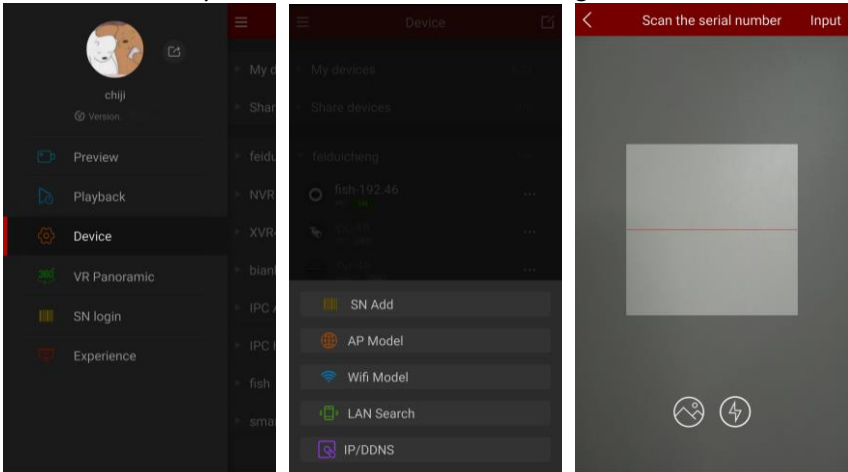 chiji
Version.
Preview
Playback
Device
VR Panoramic
SN login
Experience
My d
Shar
feidu
NVR
XVR
bian
IPC
IPC
fish
sma
Device
My devices
Share devices
feiduicheng
fish-192.46
SN Add
AP Model
Wifi Model
LAN Search
IP/DDNS
Scan the serial number Input